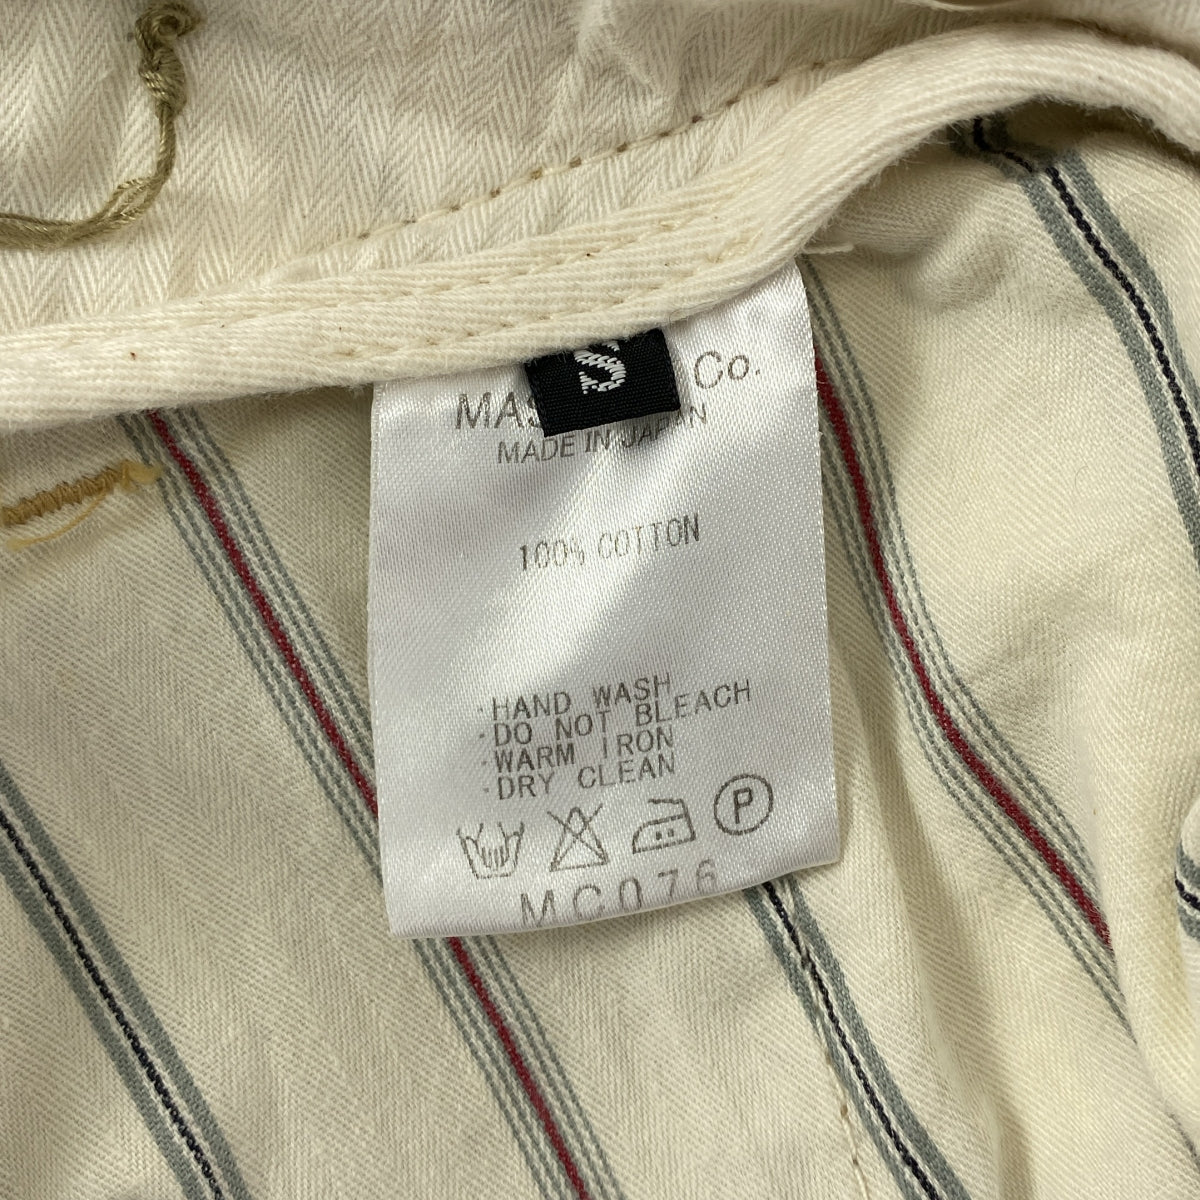 S
MAS Co.
MADE IN JAPAN
100% COTTON
·HAND WASH
·DO NOT BLEACH
·WARM IRON
·DRY CLEAN
P
MC076